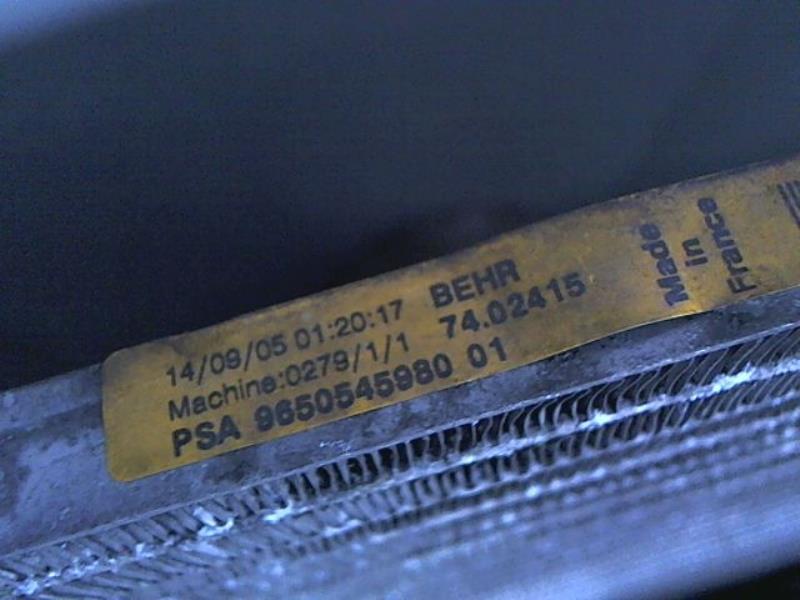 14/09/05 01:20:17 BEHR
Machine:0279/1/1 74.02415
PSA 9650545980 01
Made
in
France